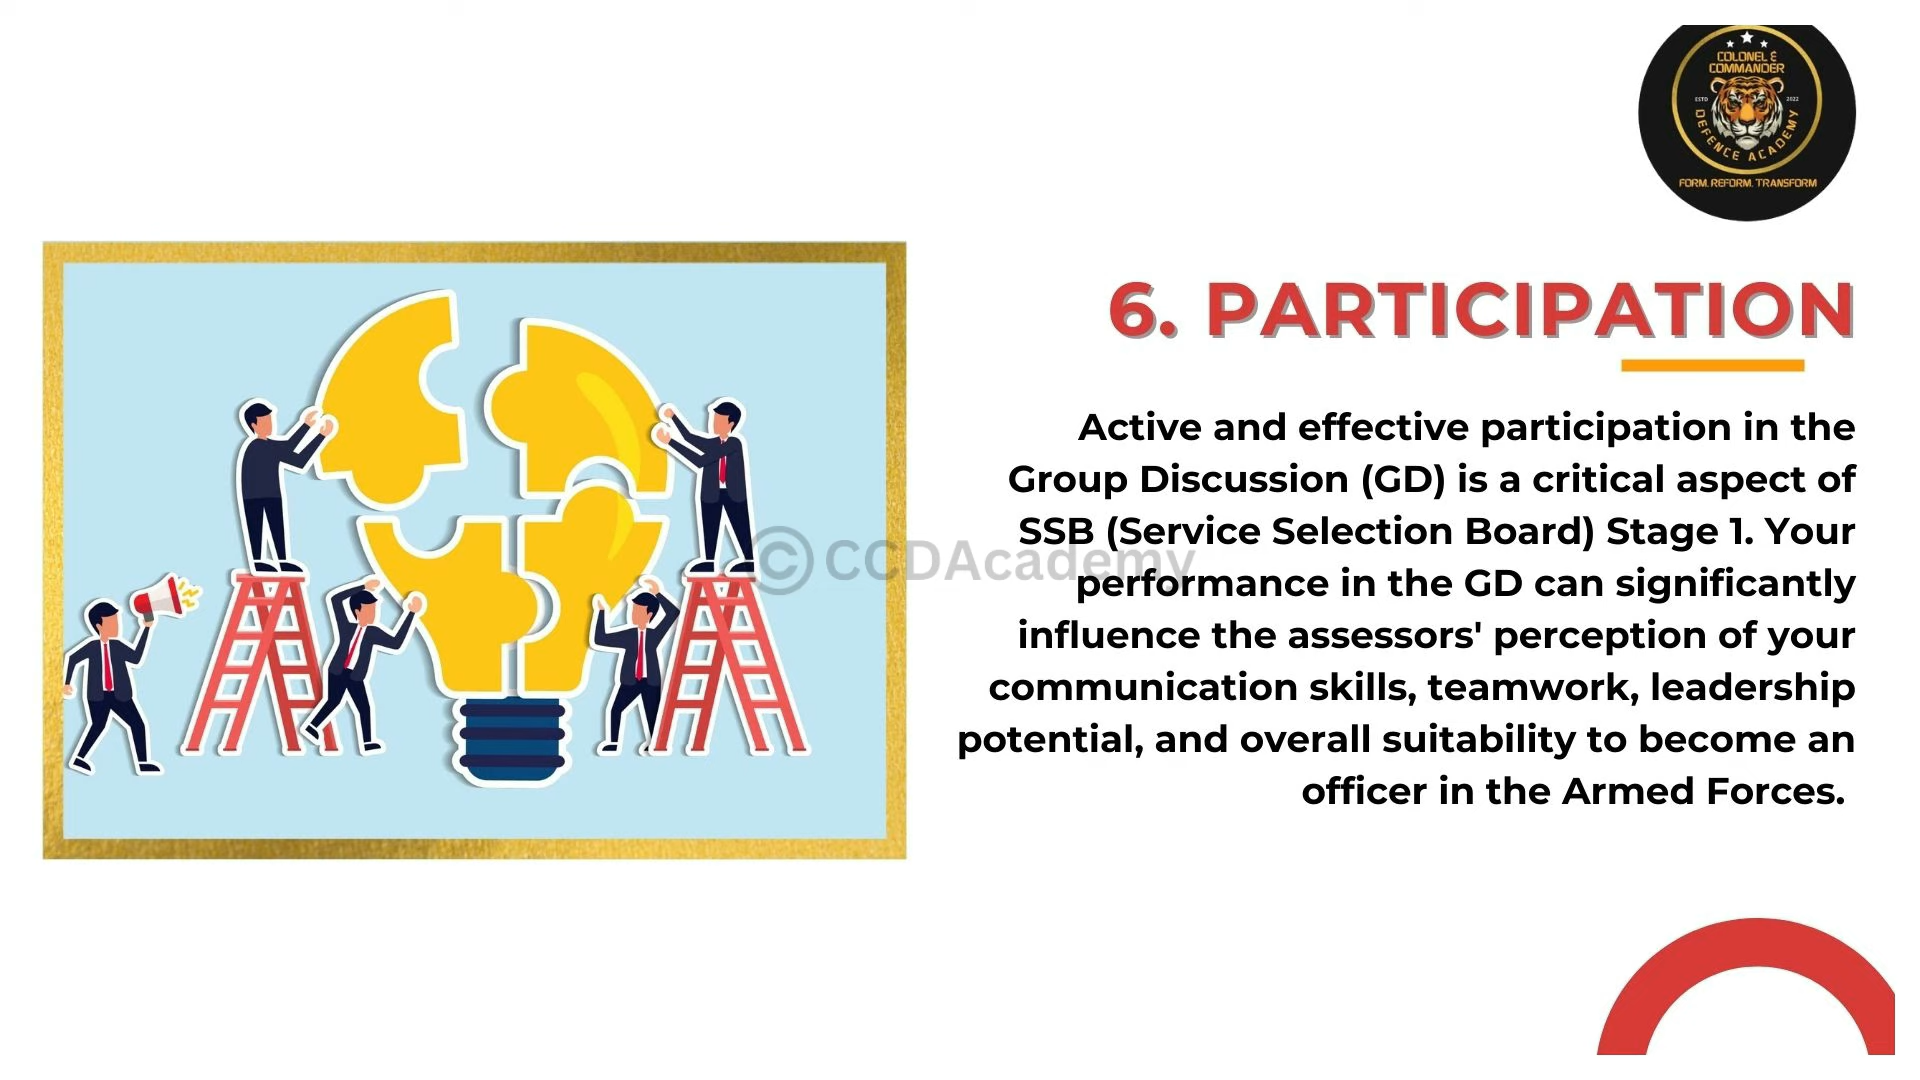 COLONEL &
COMMANDER
ESTD 2022
DEFENCE ACADEMY
FORM. REFORM. TRANSFORM
6. PARTICIPATION
Active and effective participation in the
Group Discussion (GD) is a critical aspect of
SSB (Service Selection Board) Stage 1. Your
performance in the GD can significantly
influence the assessors' perception of your
communication skills, teamwork, leadership
potential, and overall suitability to become an
officer in the Armed Forces.
© CCDAcademy